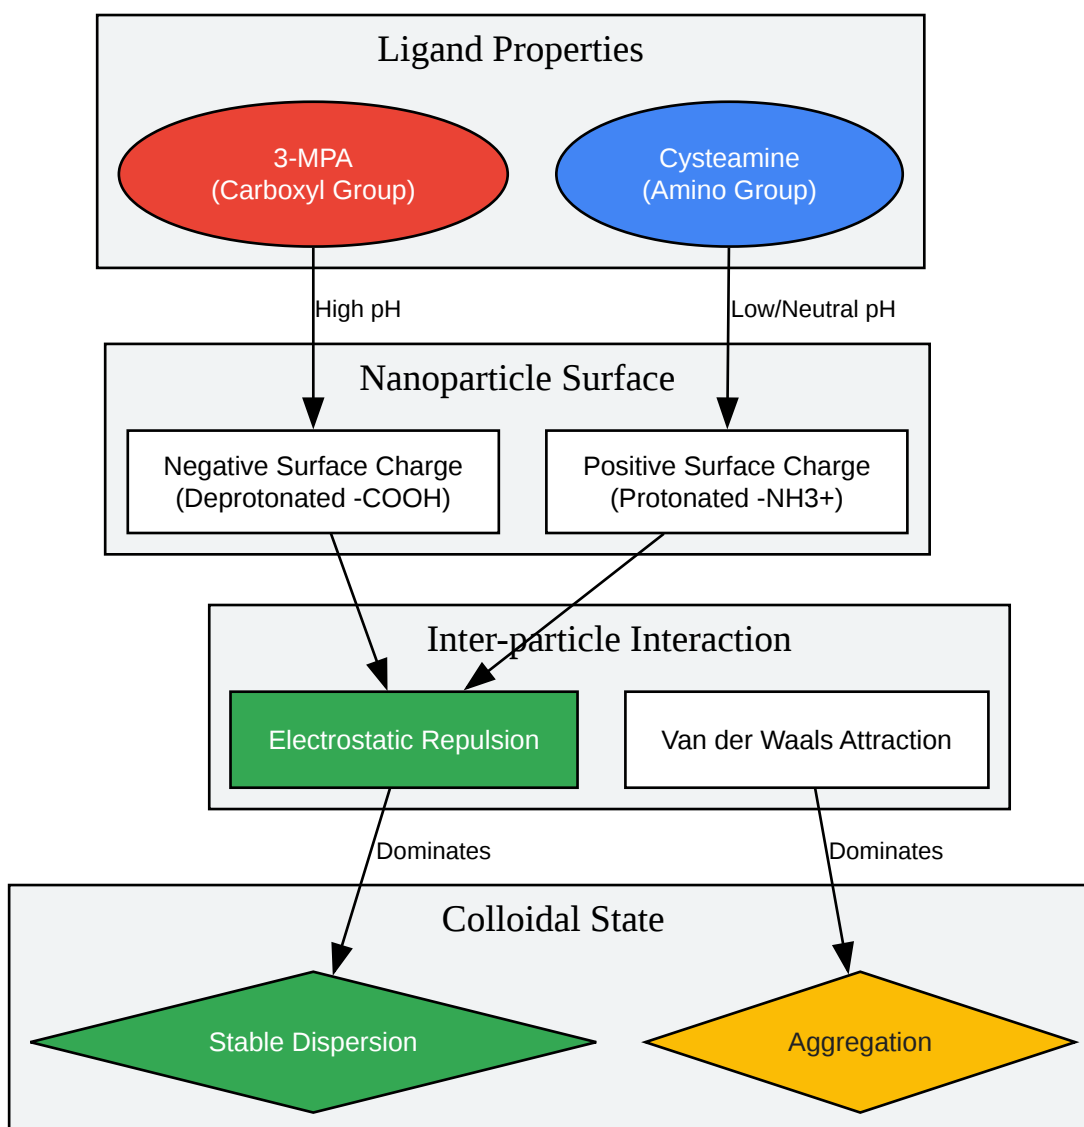 Ligand Properties
3-MPA
(Carboxyl Group)
Cysteamine
(Amino Group)
High pH
Low/Neutral pH
Nanoparticle Surface
Negative Surface Charge
(Deprotonated -COOH)
Positive Surface Charge
(Protonated -NH3+)
Inter-particle Interaction
Electrostatic Repulsion
Van der Waals Attraction
Dominates
Dominates
Colloidal State
Stable Dispersion
Aggregation